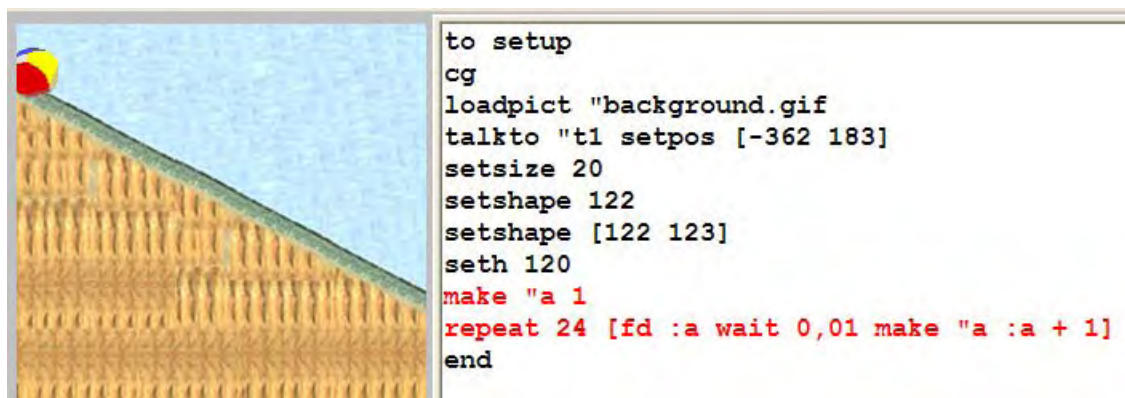 to setup
cg
loadpict "background.gif
talkto "t1 setpos [-362 183]
setsize 20
setshape 122
setshape [122 123]
seth 120
make "a 1
repeat 24 [fd :a wait 0,01 make "a :a + 1]
end